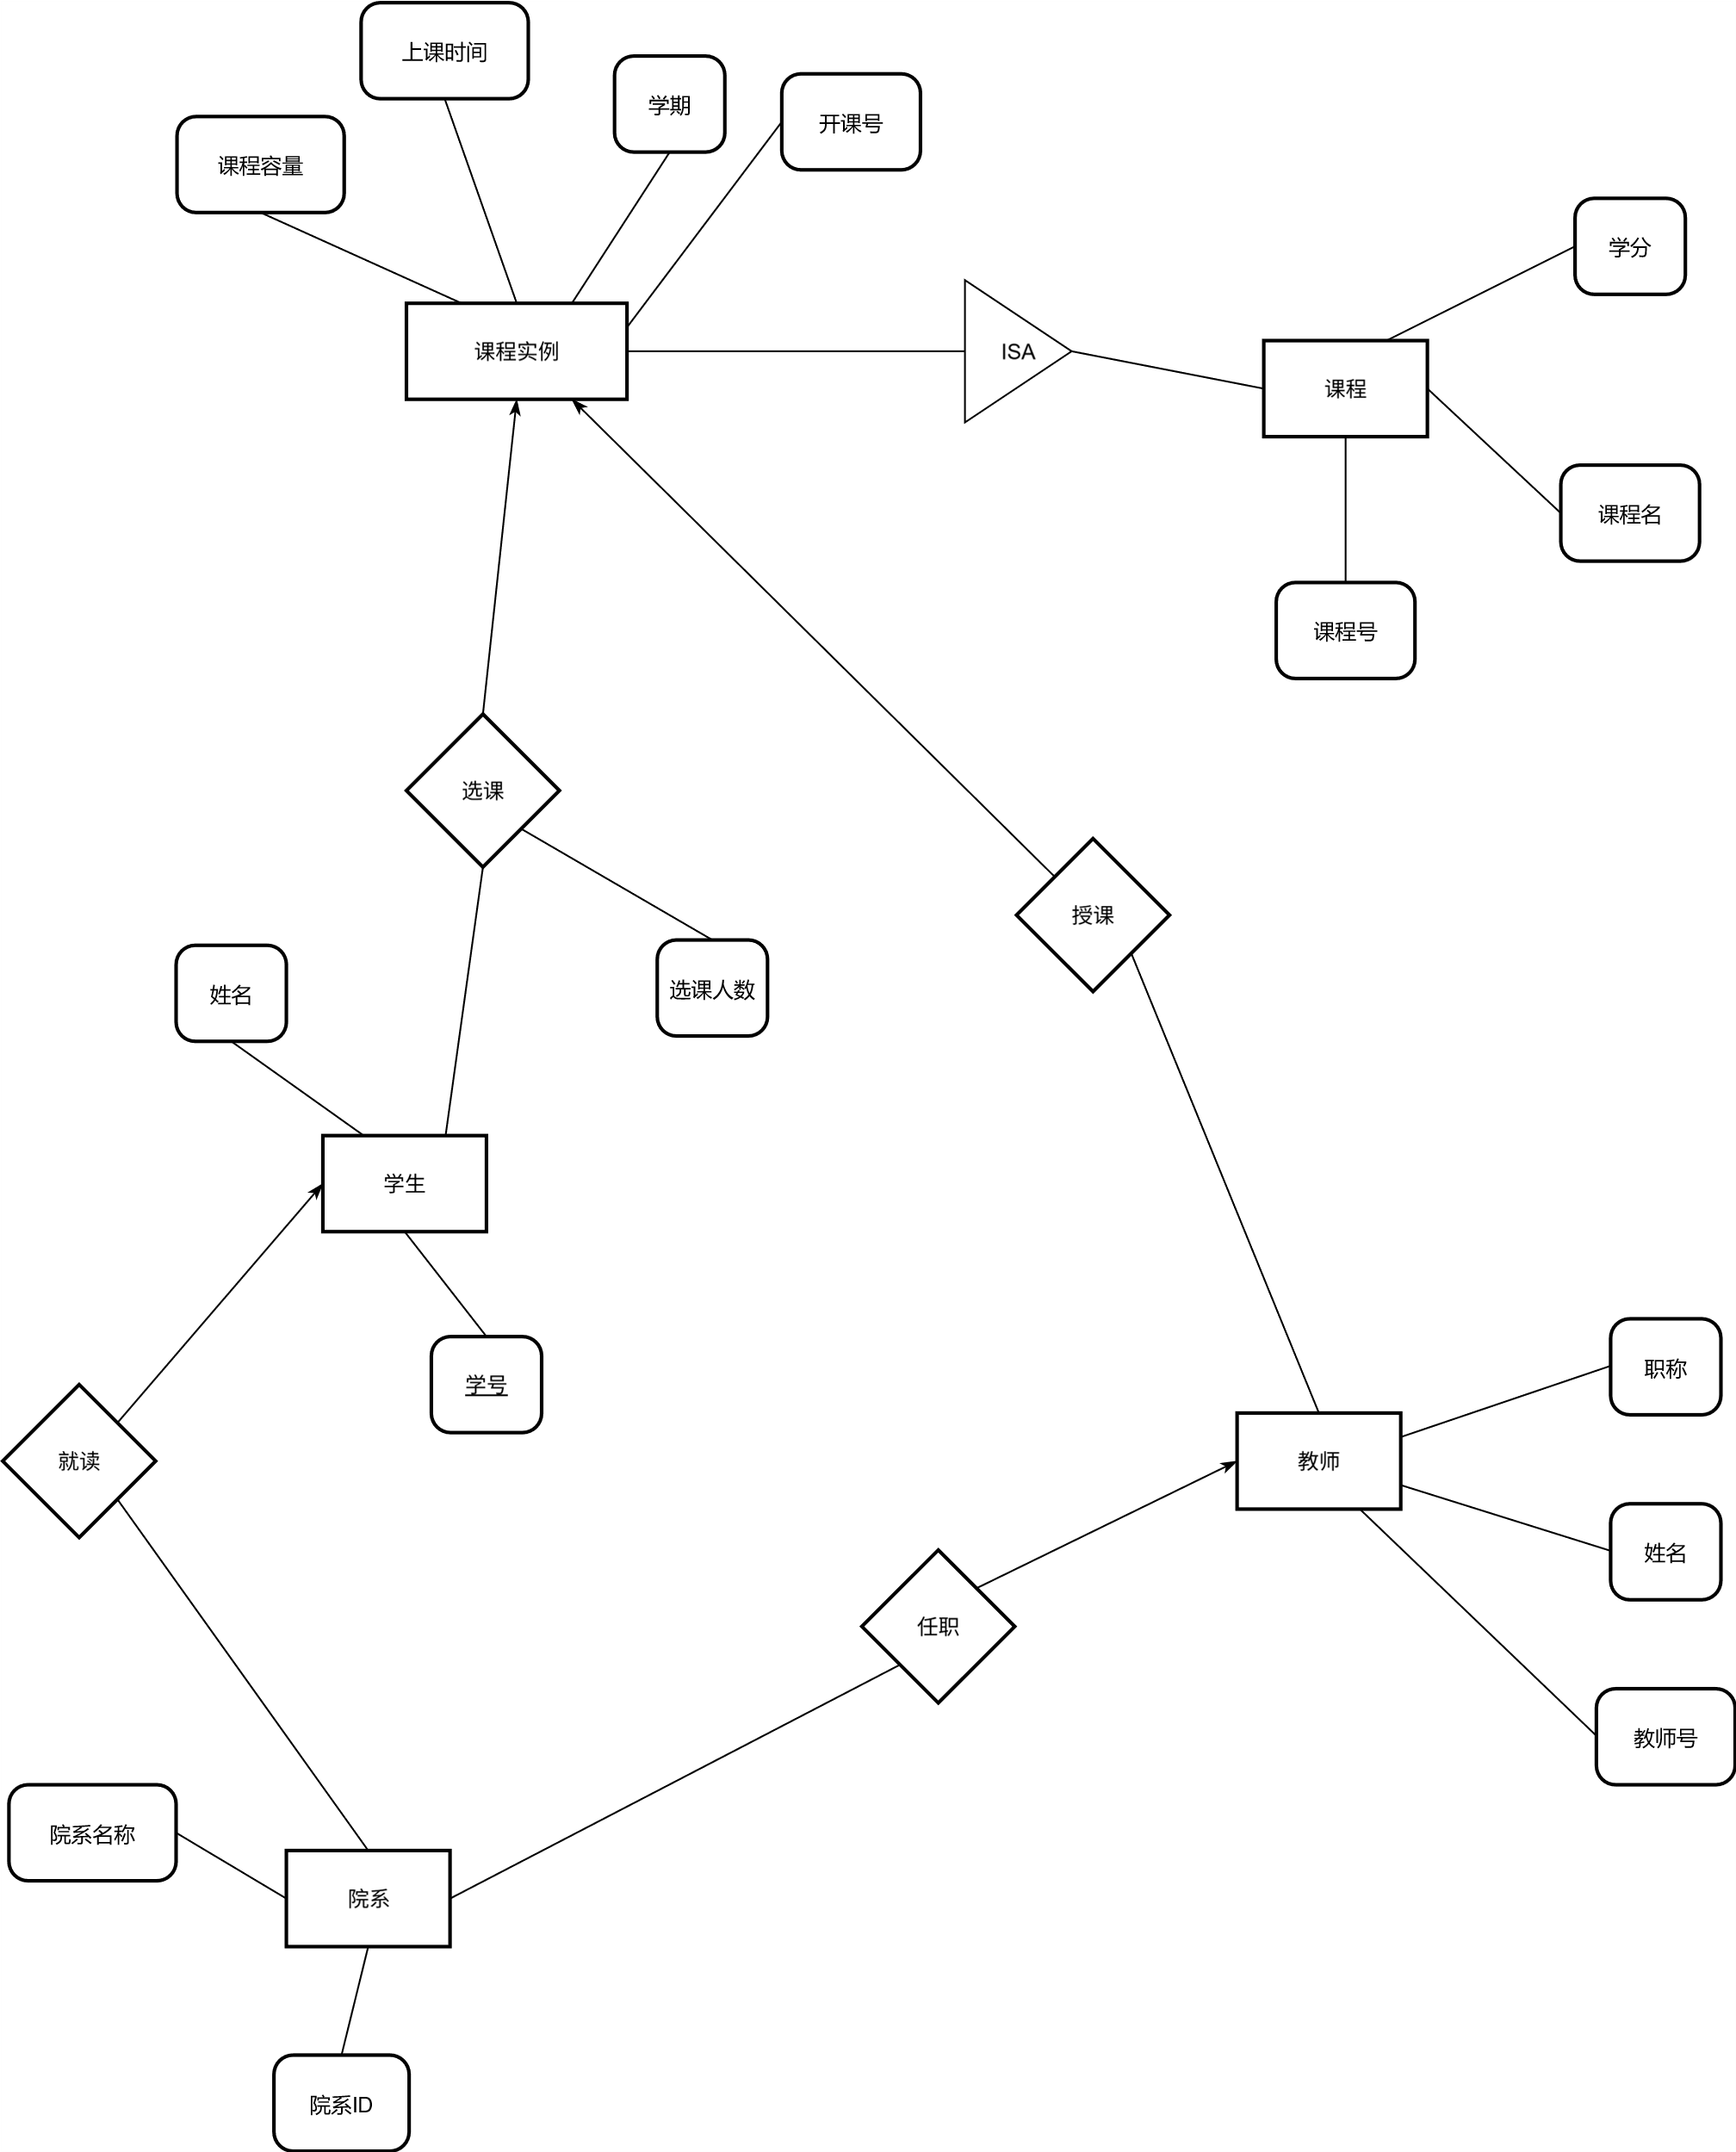 上课时间
学期
开课号
课程容量
学分
课程实例
ISA
课程
课程名
课程号
选课
授课
选课人数
姓名
学生
职称
学号
就读
教师
姓名
任职
教师号
院系名称
院系
院系ID